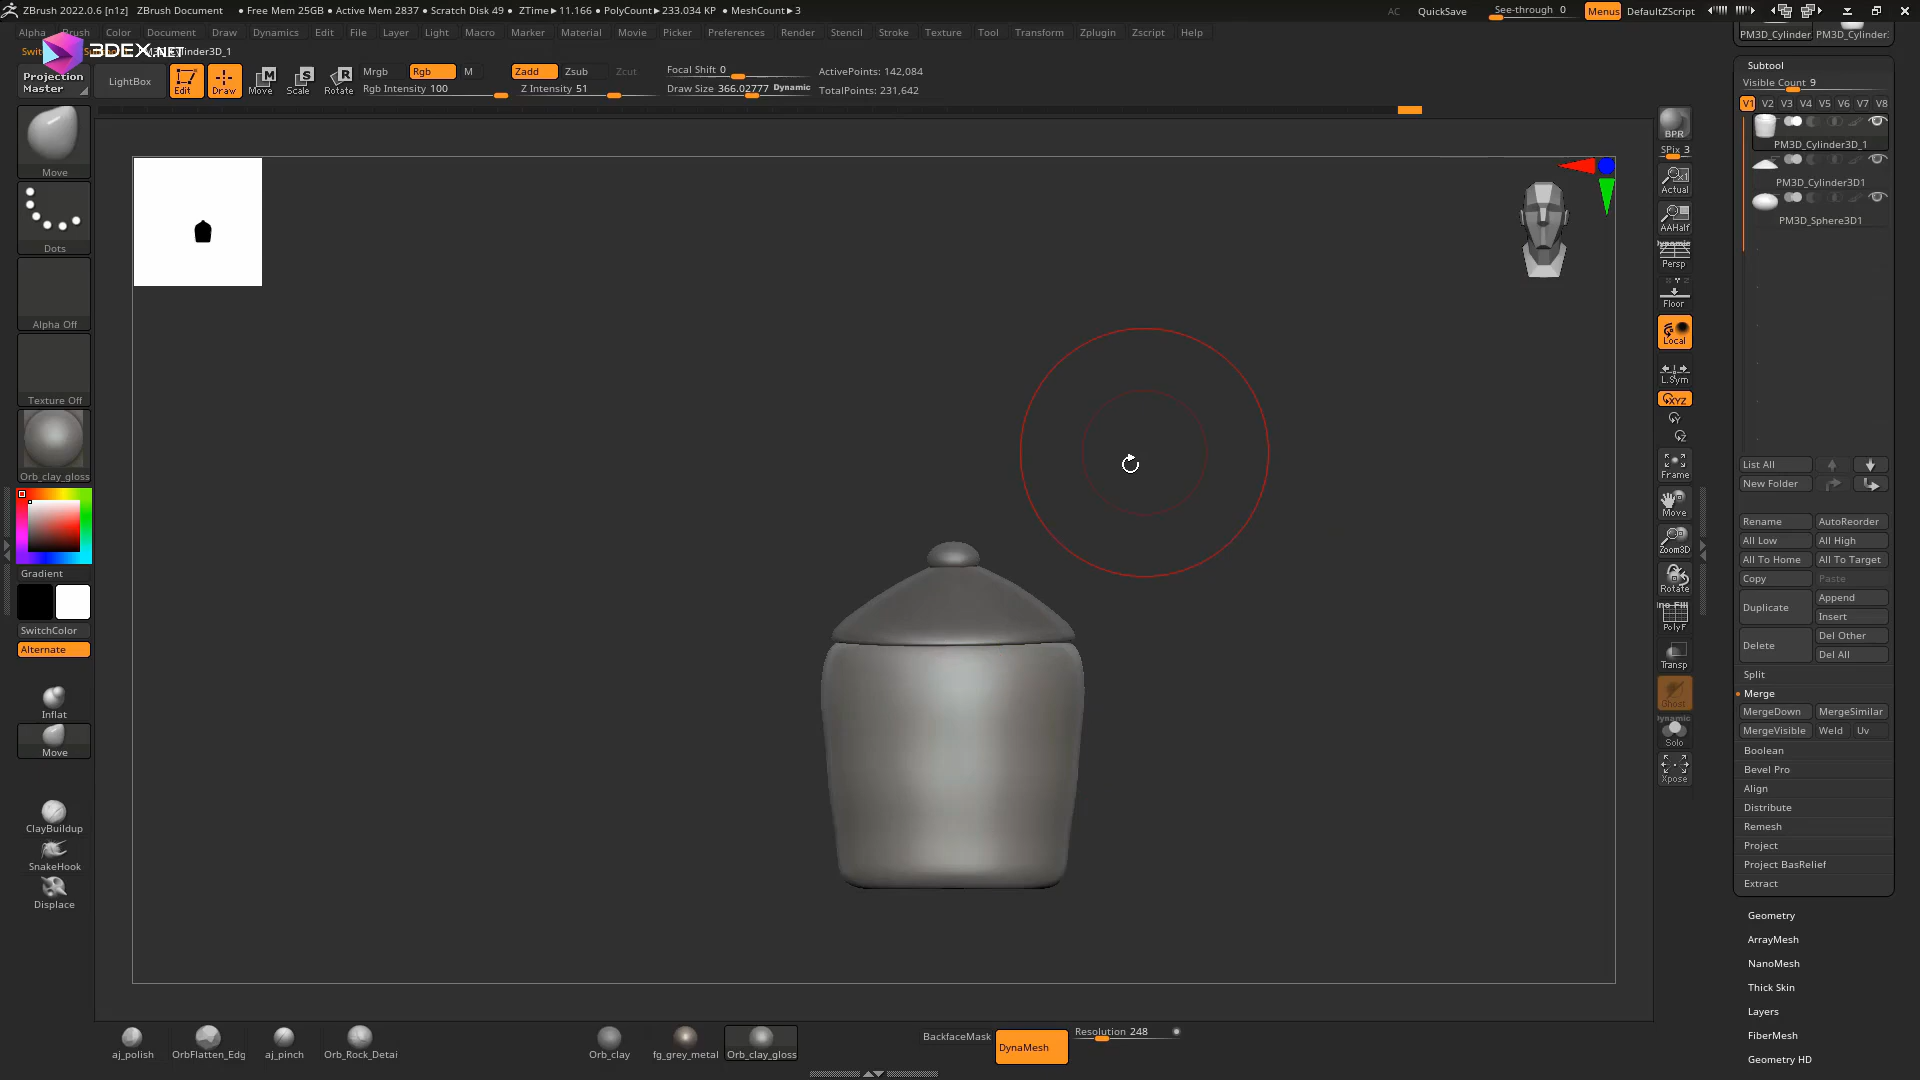 ZBrush 2022.0.6 [n1z] ZBrush Document • Free Mem 25GB • Active Mem 2837 • Scratch Disk 49 • ZTime►11.166 • PolyCount►233.034 KP • MeshCount►3 AC QuickSave See-through 0 Menus DefaultZScript
Alpha Brush Color Document Draw Dynamics Edit File Layer Light Macro Marker Material Movie Picker Preferences Render Stencil Stroke Texture Tool Transform Zplugin Zscript Help
3DEX.NET
Projection Master
LightBox
Edit
Draw
Move
Scale
Rotate
Mrgb Rgb M
Rgb Intensity 100
Zadd Zsub Zcut
Z Intensity 51
Focal Shift 0
Draw Size 366.02777 Dynamic
ActivePoints: 142,084
TotalPoints: 231,642
Move
Dots
Alpha Off
Texture Off
Orb_clay_gloss
Gradient
SwitchColor
Alternate
Inflat
Move
ClayBuildup
SnakeHook
Displace
BPR
SPix 3
Actual
AAHalf
Dynamic
Persp
Floor
Local
L.Sym
XYZ
Y
Z
Frame
Move
Zoom3D
Rotate
PolyF
Transp
Ghost
Dynamic
Solo
Xpose
PM3D_Cylinder PM3D_Cylinder
Subtool
Visible Count 9
V1 V2 V3 V4 V5 V6 V7 V8
PM3D_Cylinder3D_1
PM3D_Cylinder3D1
PM3D_Sphere3D1
List All
New Folder
Rename AutoReorder
All Low All High
All To Home All To Target
Copy Paste
Duplicate Append
Insert
Delete Del Other
Del All
Split
Merge
MergeDown MergeSimilar
MergeVisible Weld Uv
Boolean
Bevel Pro
Align
Distribute
Remesh
Project
Project BasRelief
Extract
Geometry
ArrayMesh
NanoMesh
Thick Skin
Layers
FiberMesh
Geometry HD
aj_polish OrbFlatten_Edg aj_pinch Orb_Rock_Detai Orb_clay fg_grey_metal Orb_clay_gloss
BackfaceMask
DynaMesh
Resolution 248